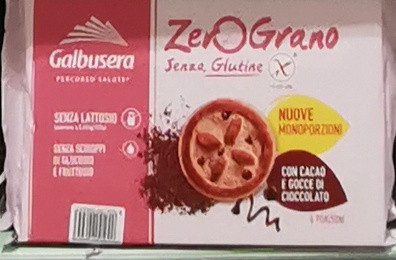 Galbusera
PERCORSO SALUTE
ZerOGrano
Senza Glutine
SENZA LATTOSIO
SENZA SCIROPPI
DI GLUCOSIO
E FRUTTOSIO
NUOVE
MONOPORZIONI
CON CACAO
E GOCCE DI
CIOCCOLATO
PORZIONI